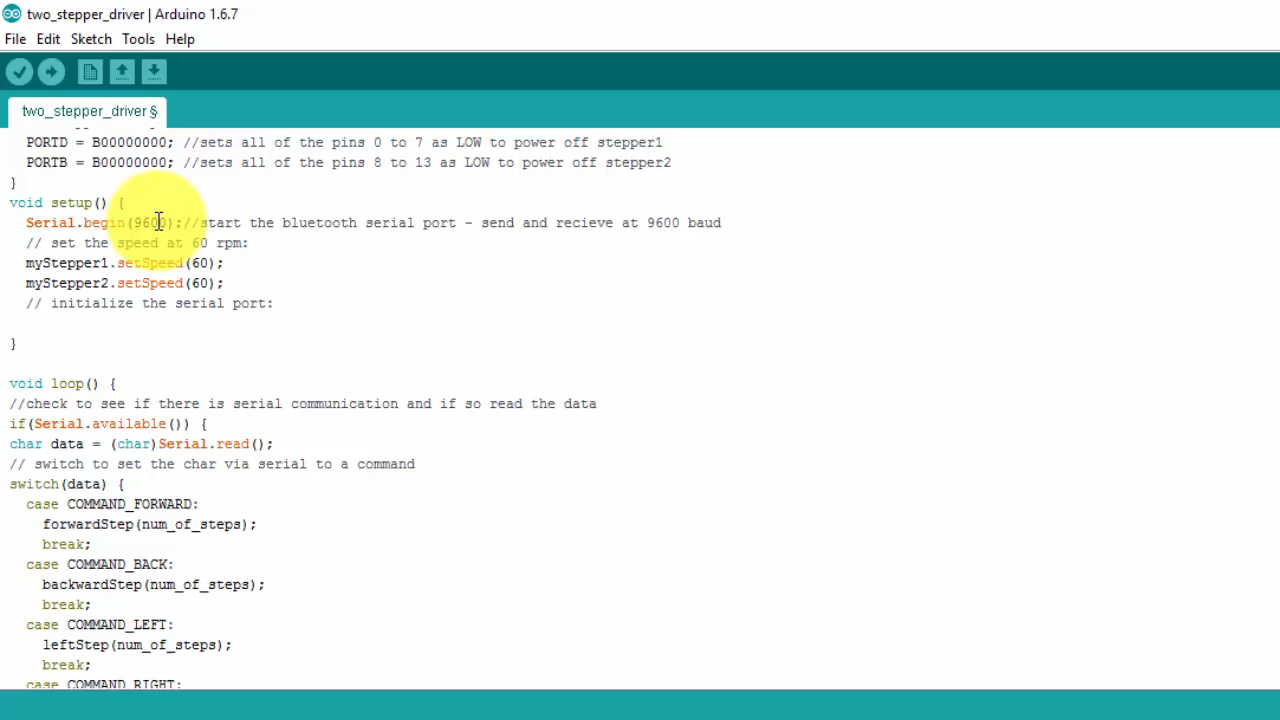 two_stepper_driver | Arduino 1.6.7
File Edit Sketch Tools Help
two_stepper_driver §
PORTD = B00000000; //sets all of the pins 0 to 7 as LOW to power off stepper1
PORTB = B00000000; //sets all of the pins 8 to 13 as LOW to power off stepper2
}
void setup() {
Serial.begin(9600);//start the bluetooth serial port - send and recieve at 9600 baud
// set the speed at 60 rpm:
myStepper1.setSpeed(60);
myStepper2.setSpeed(60);
// initialize the serial port:
}
void loop() {
//check to see if there is serial communication and if so read the data
if(Serial.available()) {
char data = (char)Serial.read();
// switch to set the char via serial to a command
switch(data) {
case COMMAND_FORWARD:
forwardStep(num_of_steps);
break;
case COMMAND_BACK:
backwardStep(num_of_steps);
break;
case COMMAND_LEFT:
leftStep(num_of_steps);
break;
case COMMAND_RIGHT: